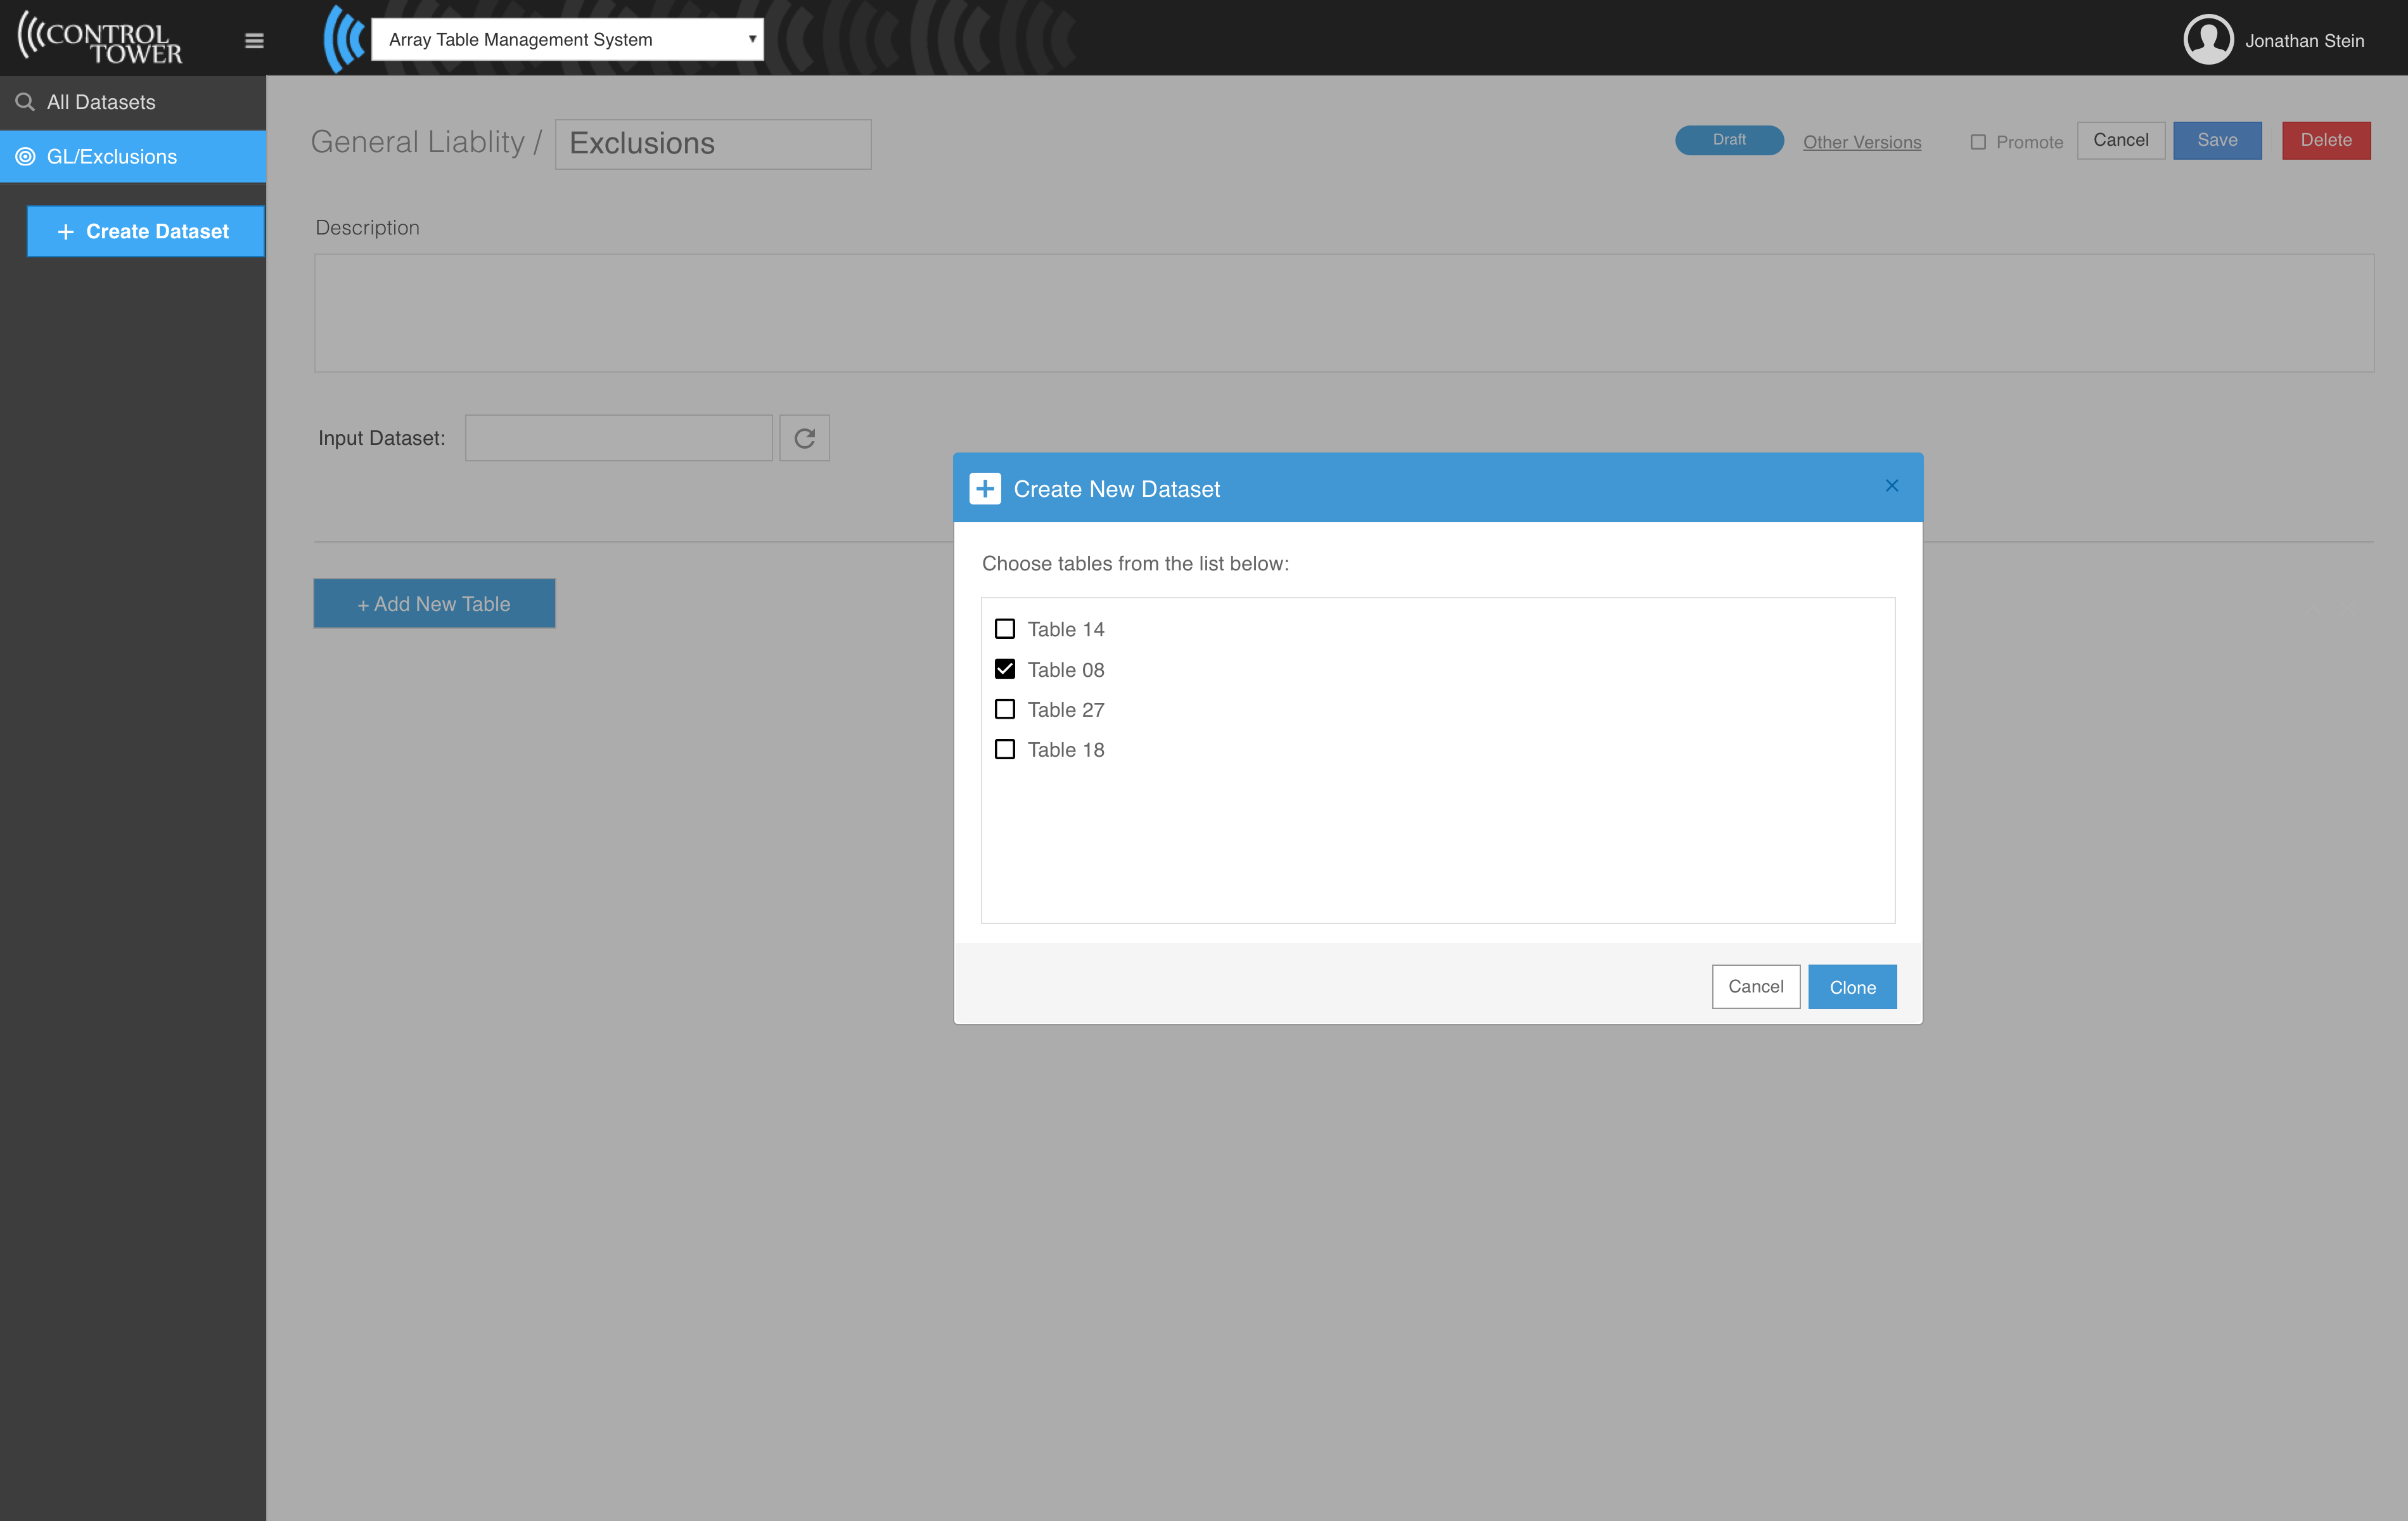 CONTROL
TOWER
Array Table Management System
Jonathan Stein
All Datasets
GL/Exclusions
+ Create Dataset
General Liablity / Exclusions
Draft
Other Versions
Promote
Cancel
Save
Delete
Description
Input Dataset:
+ Add New Table
Create New Dataset
Choose tables from the list below:
Table 14
Table 08
Table 27
Table 18
Cancel
Clone